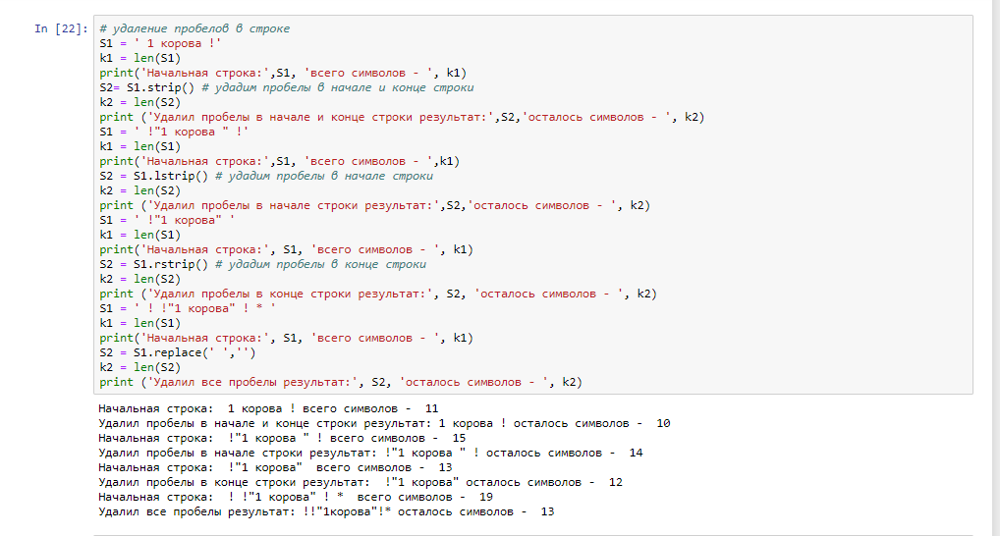 In [22]: # удаление пробелов в строке
S1 = ' 1 корова !'
k1 = len(S1)
print('Начальная строка:',S1, 'всего символов - ', k1)
S2= S1.strip() # удадим пробелы в начале и конце строки
k2 = len(S2)
print ('Удалил пробелы в начале и конце строки результат:',S2,'осталось символов - ', k2)
S1 = ' !"1 корова " !'
k1 = len(S1)
print('Начальная строка:',S1, 'всего символов - ',k1)
S2 = S1.lstrip() # удадим пробелы в начале строки
k2 = len(S2)
print ('Удалил пробелы в начале строки результат:',S2,'осталось символов - ', k2)
S1 = ' !"1 корова" '
k1 = len(S1)
print('Начальная строка:', S1, 'всего символов - ', k1)
S2 = S1.rstrip() # удадим пробелы в конце строки
k2 = len(S2)
print ('Удалил пробелы в конце строки результат:', S2, 'осталось символов - ', k2)
S1 = ' ! !"1 корова" ! * '
k1 = len(S1)
print('Начальная строка:', S1, 'всего символов - ', k1)
S2 = S1.replace(' ','')
k2 = len(S2)
print ('Удалил все пробелы результат:', S2, 'осталось символов - ', k2)
Начальная строка:  1 корова ! всего символов -  11
Удалил пробелы в начале и конце строки результат: 1 корова ! осталось символов -  10
Начальная строка:  !"1 корова " ! всего символов -  15
Удалил пробелы в начале строки результат: !"1 корова " ! осталось символов -  14
Начальная строка:  !"1 корова"  всего символов -  13
Удалил пробелы в конце строки результат:  !"1 корова" осталось символов -  12
Начальная строка:  ! !"1 корова" ! *  всего символов -  19
Удалил все пробелы результат: !!"1корова"!* осталось символов -  13